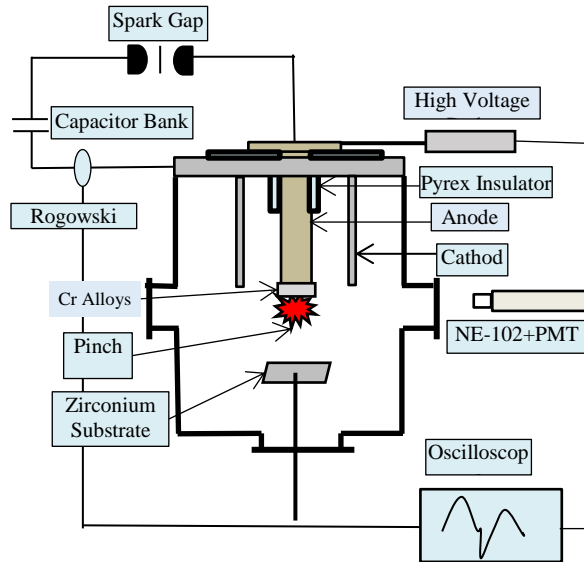 Spark Gap
Capacitor Bank
High Voltage
Pyrex Insulator
Rogowski
Anode
Cathod
Cr Alloys
NE-102+PMT
Pinch
Zirconium
Substrate
Oscilloscop